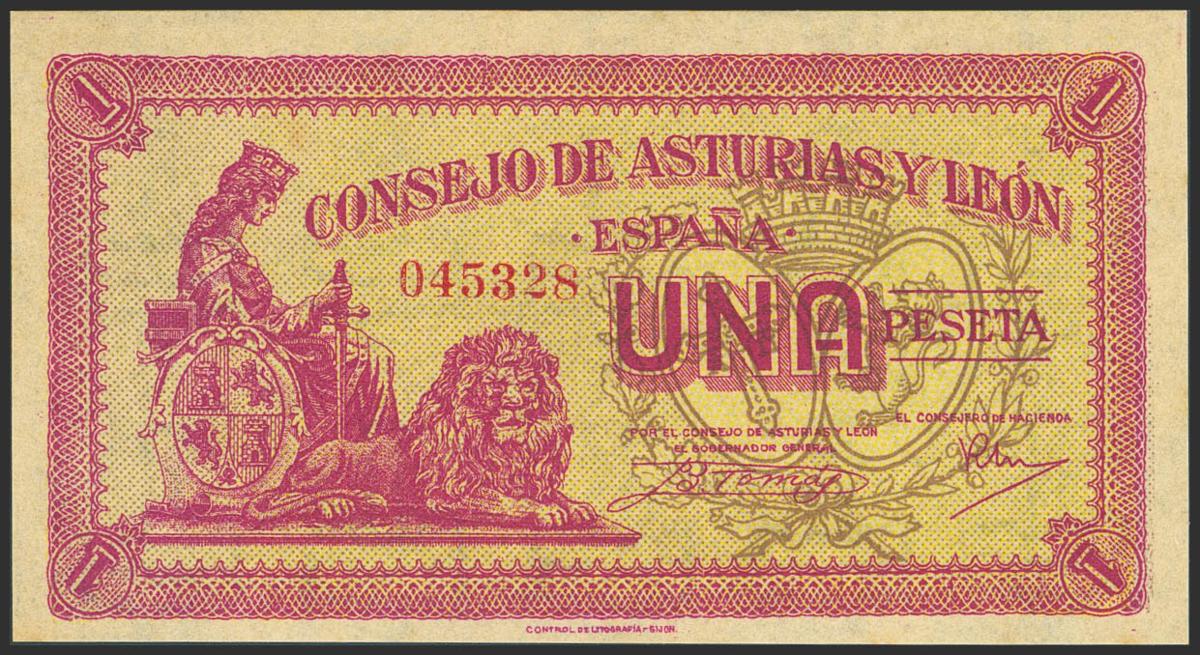 1
1
CONSEJO DE ASTURIAS Y LEÓN
· ESPAÑA ·
045328
UNA
PESETA
EL CONSEJERO DE HACIENDA
POR EL CONSEJO DE ASTURIAS Y LEÓN
EL GOBERNADOR GENERAL
B Tomas
1
1
CONTROL DE LITOGRAFÍA - GIJON.